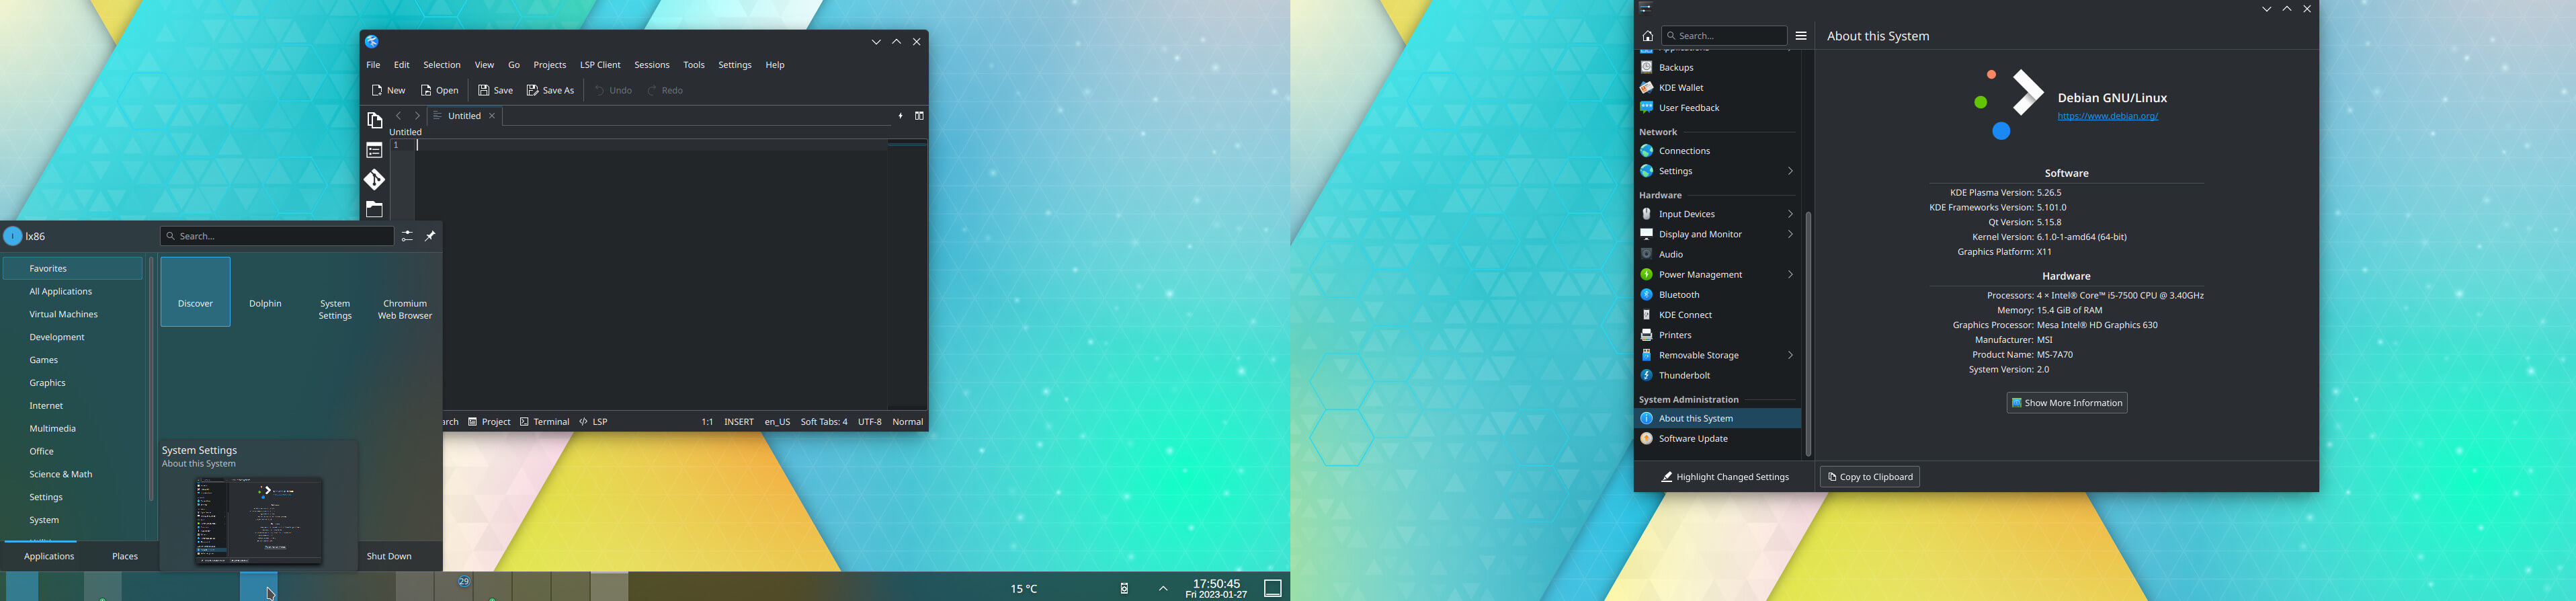 File Edit Selection View Go Projects LSP Client Sessions Tools Settings Help
New Open Save Save As Undo Redo
Untitled
Untitled
1
lx86
Search...
Favorites
All Applications
Virtual Machines
Development
Games
Graphics
Internet
Multimedia
Office
Science & Math
Settings
System
Discover
Dolphin
System Settings
Chromium Web Browser
System Settings
About this System
Applications Places
Shut Down
arch Project Terminal LSP 1:1 INSERT en_US Soft Tabs: 4 UTF-8 Normal
29
15 °C
17:50:45
Fri 2023-01-27
Search...
About this System
Applications
Backups
KDE Wallet
User Feedback
Network
Connections
Settings
Hardware
Input Devices
Display and Monitor
Audio
Power Management
Bluetooth
KDE Connect
Printers
Removable Storage
Thunderbolt
System Administration
About this System
Software Update
Highlight Changed Settings
Debian GNU/Linux
https://www.debian.org/
Software
KDE Plasma Version: 5.26.5
KDE Frameworks Version: 5.101.0
Qt Version: 5.15.8
Kernel Version: 6.1.0-1-amd64 (64-bit)
Graphics Platform: X11
Hardware
Processors: 4 × Intel® Core™ i5-7500 CPU @ 3.40GHz
Memory: 15.4 GiB of RAM
Graphics Processor: Mesa Intel® HD Graphics 630
Manufacturer: MSI
Product Name: MS-7A70
System Version: 2.0
Show More Information
Copy to Clipboard